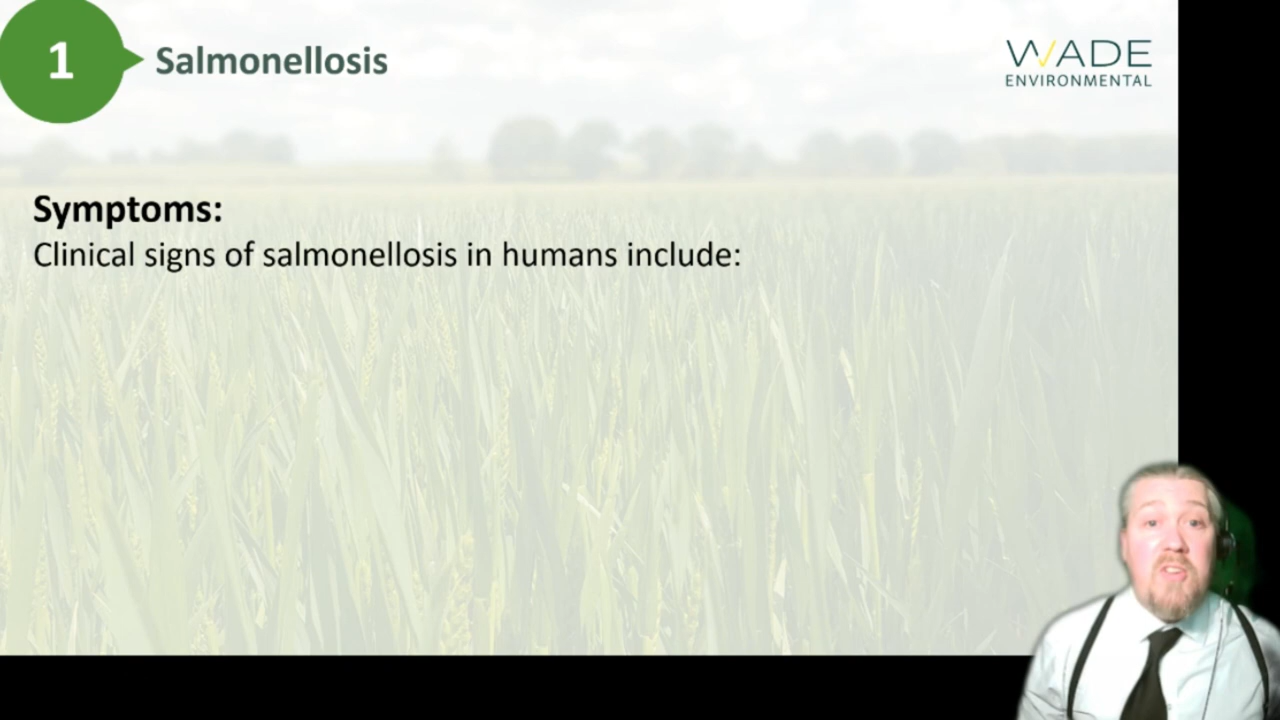 1
Salmonellosis
WADE
ENVIRONMENTAL
Symptoms:
Clinical signs of salmonellosis in humans include: